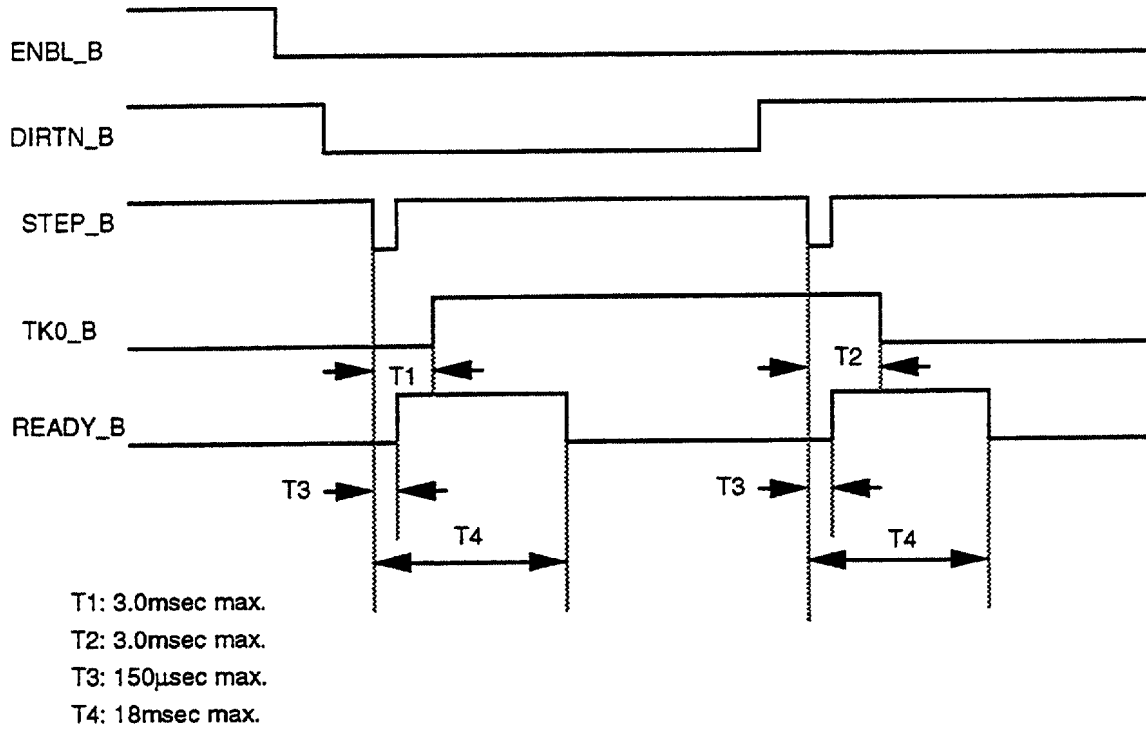 ENBL_B
DIRTN_B
STEP_B
TK0_B
T1
T2
READY_B
T3
T3
T4
T4
T1: 3.0msec max.
T2: 3.0msec max.
T3: 150μsec max.
T4: 18msec max.